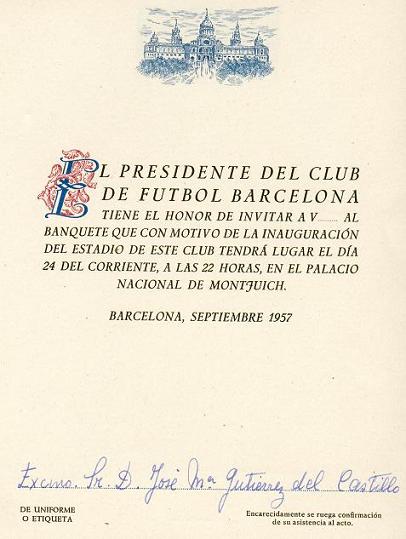 EL PRESIDENTE DEL CLUB
DE FUTBOL BARCELONA
TIENE EL HONOR DE INVITAR A V......... AL
BANQUETE QUE CON MOTIVO DE LA INAUGURACIÓN
DEL ESTADIO DE ESTE CLUB TENDRÁ LUGAR EL DÍA
24 DEL CORRIENTE, A LAS 22 HORAS, EN EL PALACIO
NACIONAL DE MONTJUICH.
BARCELONA, SEPTIEMBRE 1957
Excmo. Sr. D. José Mª Gutiérrez del Castillo
DE UNIFORME
O ETIQUETA
Encarecidamente se ruega confirmación
de su asistencia al acto.